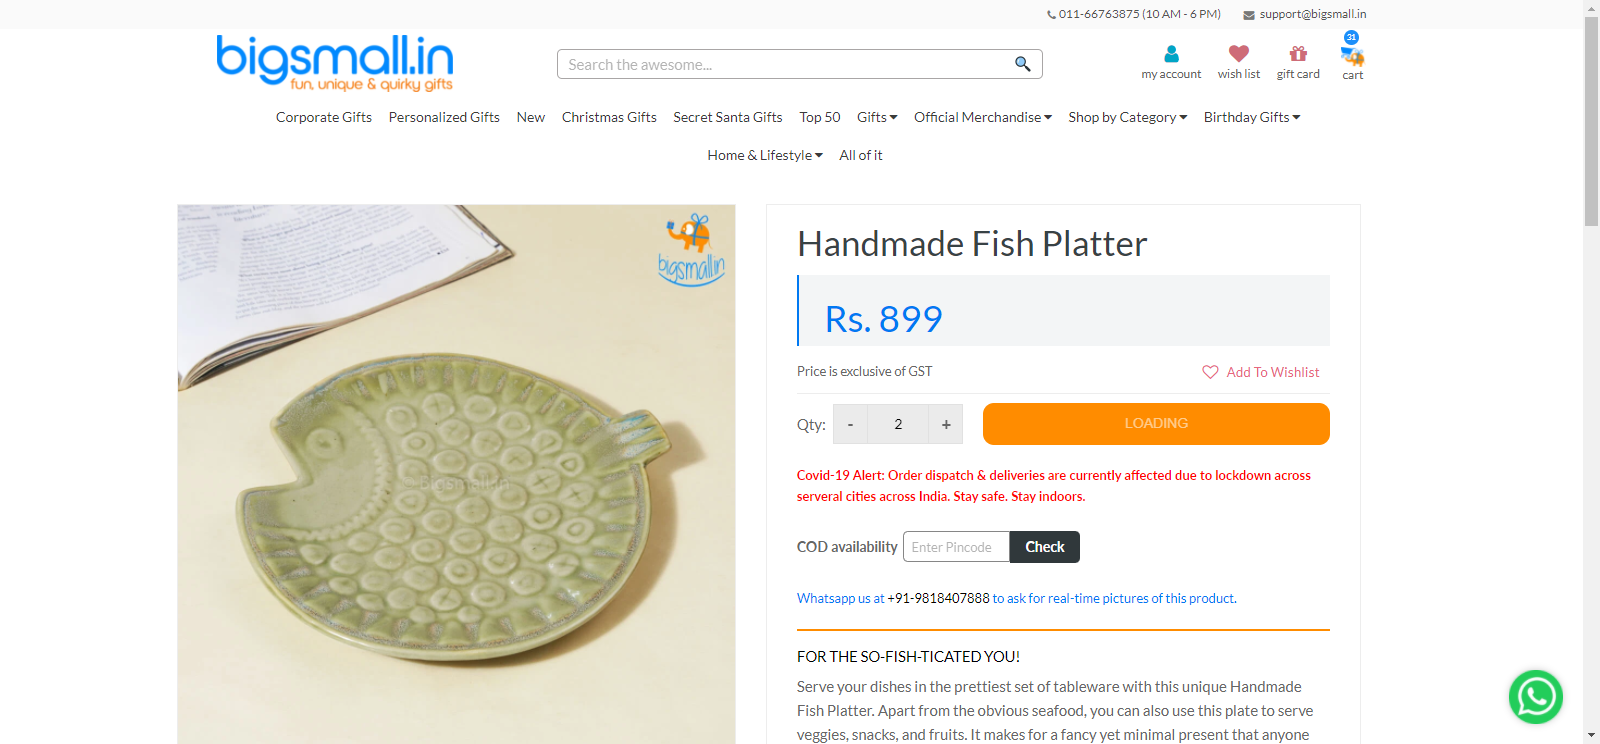 011-66763875 (10 AM - 6 PM) support@bigsmall.in
bigsmall.in
fun, unique & quirky gifts
Search the awesome...
my account wish list gift card 31 cart
Corporate Gifts Personalized Gifts New Christmas Gifts Secret Santa Gifts Top 50 Gifts Official Merchandise Shop by Category Birthday Gifts
Home & Lifestyle All of it
bigsmall.in
© Bigsmall.in
Handmade Fish Platter
Rs. 899
Price is exclusive of GST Add To Wishlist
Qty: - 2 + LOADING
Covid-19 Alert: Order dispatch & deliveries are currently affected due to lockdown across
serveral cities across India. Stay safe. Stay indoors.
COD availability Enter Pincode Check
Whatsapp us at +91-9818407888 to ask for real-time pictures of this product.
FOR THE SO-FISH-TICATED YOU!
Serve your dishes in the prettiest set of tableware with this unique Handmade
Fish Platter. Apart from the obvious seafood, you can also use this plate to serve
veggies, snacks, and fruits. It makes for a fancy yet minimal present that anyone